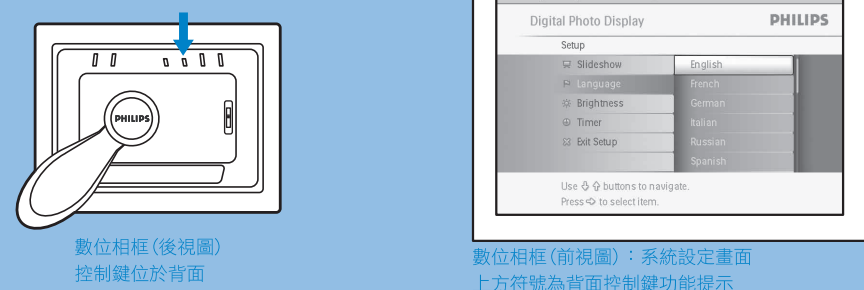 PHILIPS
數位相框(後視圖)
控制鍵位於背面
Digital Photo Display
PHILIPS
Setup
Slideshow
English
Language
French
Brightness
German
Timer
Italian
Exit Setup
Russian
Spanish
Use ⇩ ⇧ buttons to navigate.
Press ⇨ to select item.
數位相框(前視圖)：系統設定畫面
上方符號為背面控制鍵功能提示